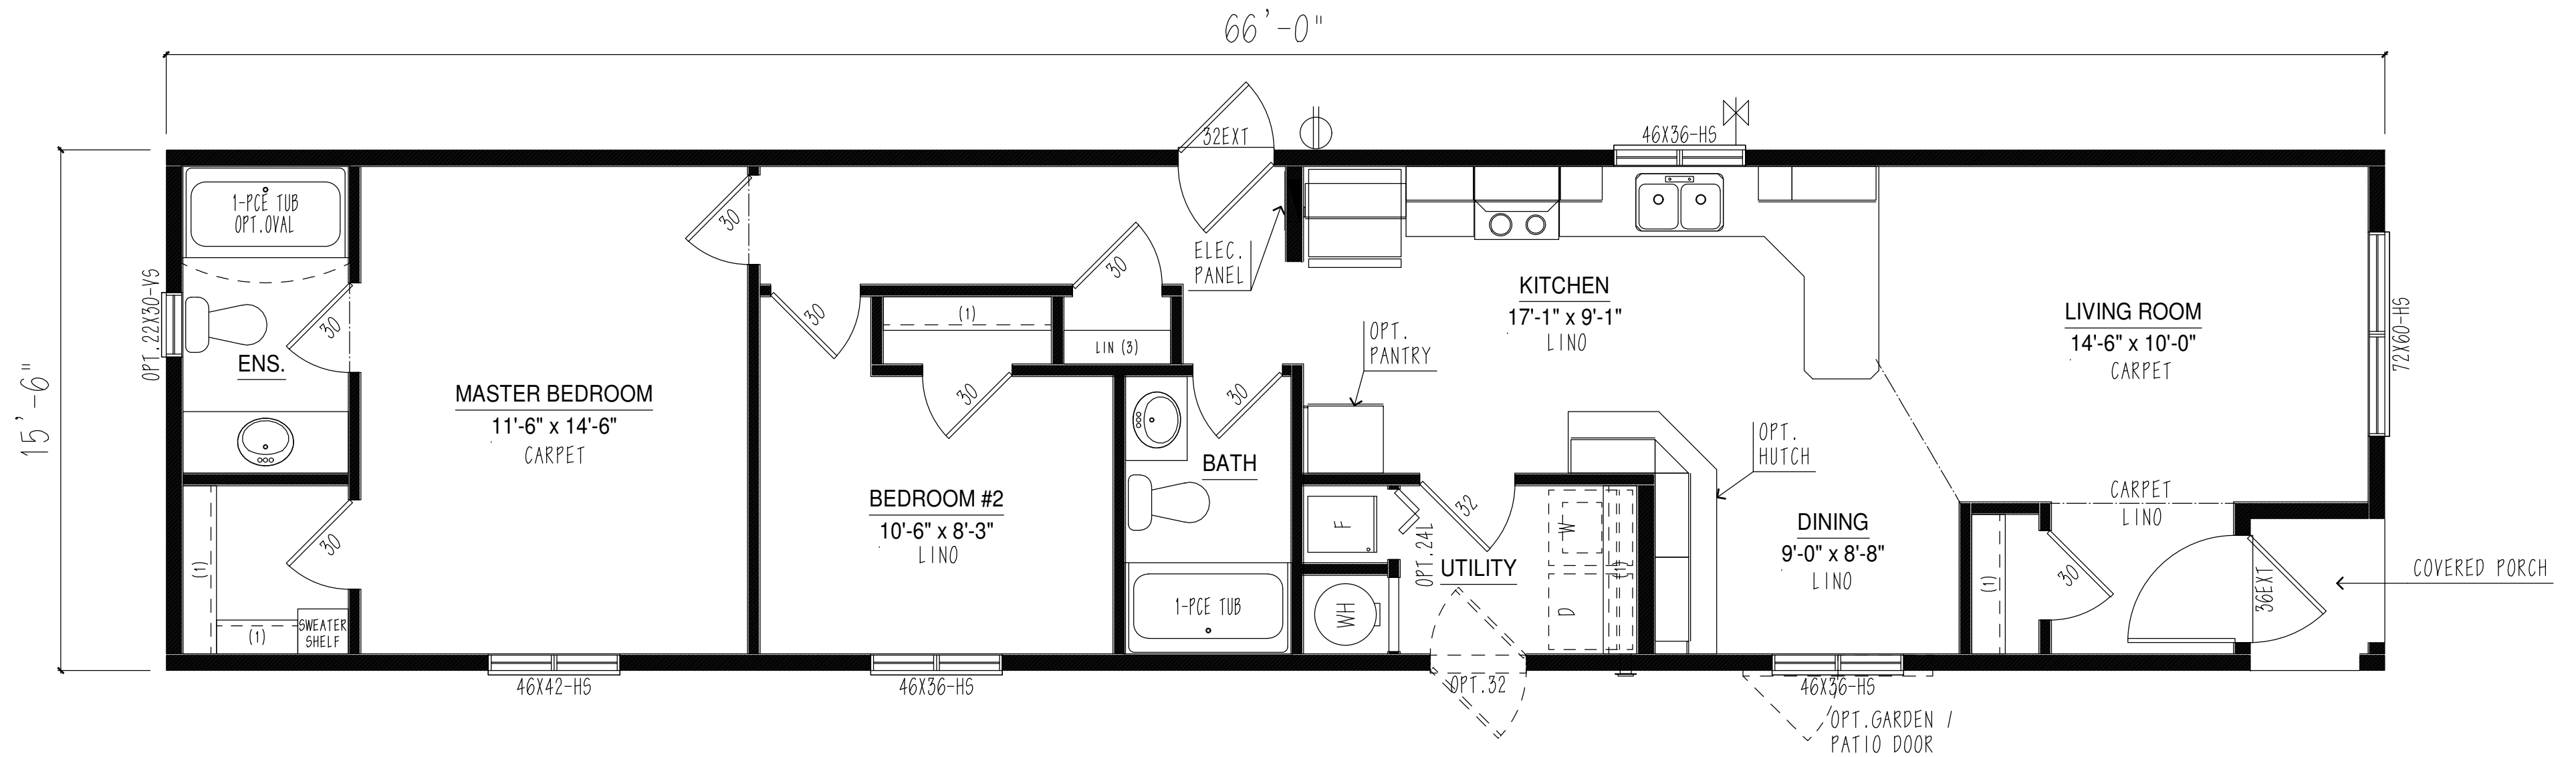 66'-0"
15'-6"
32EXT
46X36-HS
1-PCE TUB
OPT.OVAL
30
30
ELEC.
PANEL
30
30
OPT.22X30-VS
ENS.
30
(1)
LIN (3)
30
30
KITCHEN
17'-1" x 9'-1"
LINO
OPT.
PANTRY
LIVING ROOM
14'-6" x 10'-0"
CARPET
72X60-HS
MASTER BEDROOM
11'-6" x 14'-6"
CARPET
BATH
OPT.
HUTCH
BEDROOM #2
10'-6" x 8'-3"
LINO
CARPET
LINO
30
(1)
(1)
SWEATER
SHELF
1-PCE TUB
F
WH
32
OPT.24L
UTILITY
W
D
(1)
DINING
9'-0" x 8'-8"
LINO
(1)
30
36EXT
COVERED PORCH
46X42-HS
46X36-HS
OPT.32
46X36-HS
OPT.GARDEN /
PATIO DOOR